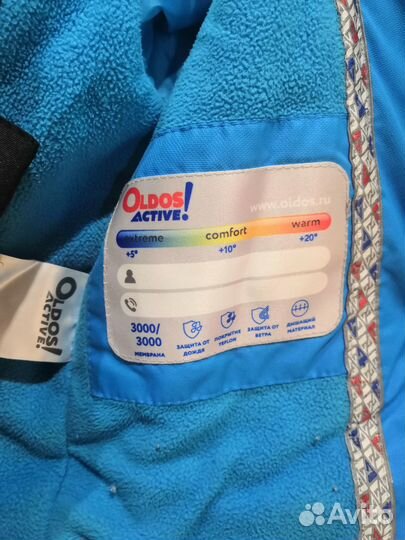 OLDOS
ACTIVE!
www.oldos.ru
extreme comfort warm
+5° +10° +20°
3000/
3000
МЕМБРАНА
ЗАЩИТА ОТ
ДОЖДЯ
ПОКРЫТИЕ
TEFLON
ЗАЩИТА ОТ
ВЕТРА
ДЫШАЩИЙ
МАТЕРИАЛ
OLDOS
ACTIVE!
Avito